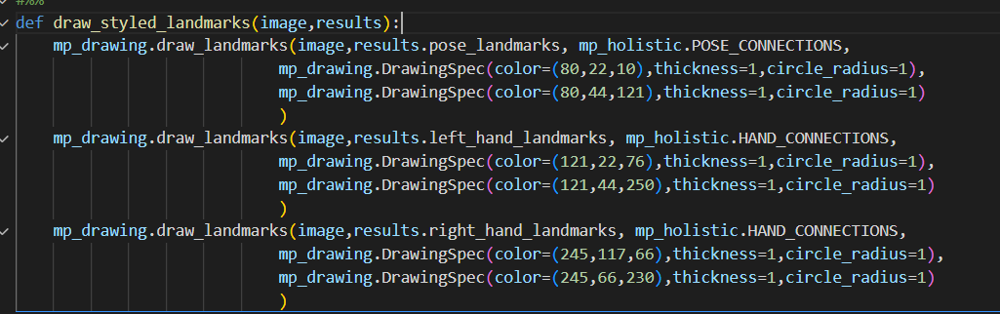 #%%
def draw_styled_landmarks(image,results):
    mp_drawing.draw_landmarks(image,results.pose_landmarks, mp_holistic.POSE_CONNECTIONS,
                            mp_drawing.DrawingSpec(color=(80,22,10),thickness=1,circle_radius=1),
                            mp_drawing.DrawingSpec(color=(80,44,121),thickness=1,circle_radius=1)
                            )
    mp_drawing.draw_landmarks(image,results.left_hand_landmarks, mp_holistic.HAND_CONNECTIONS,
                            mp_drawing.DrawingSpec(color=(121,22,76),thickness=1,circle_radius=1),
                            mp_drawing.DrawingSpec(color=(121,44,250),thickness=1,circle_radius=1)
                            )
    mp_drawing.draw_landmarks(image,results.right_hand_landmarks, mp_holistic.HAND_CONNECTIONS,
                            mp_drawing.DrawingSpec(color=(245,117,66),thickness=1,circle_radius=1),
                            mp_drawing.DrawingSpec(color=(245,66,230),thickness=1,circle_radius=1)
                            )